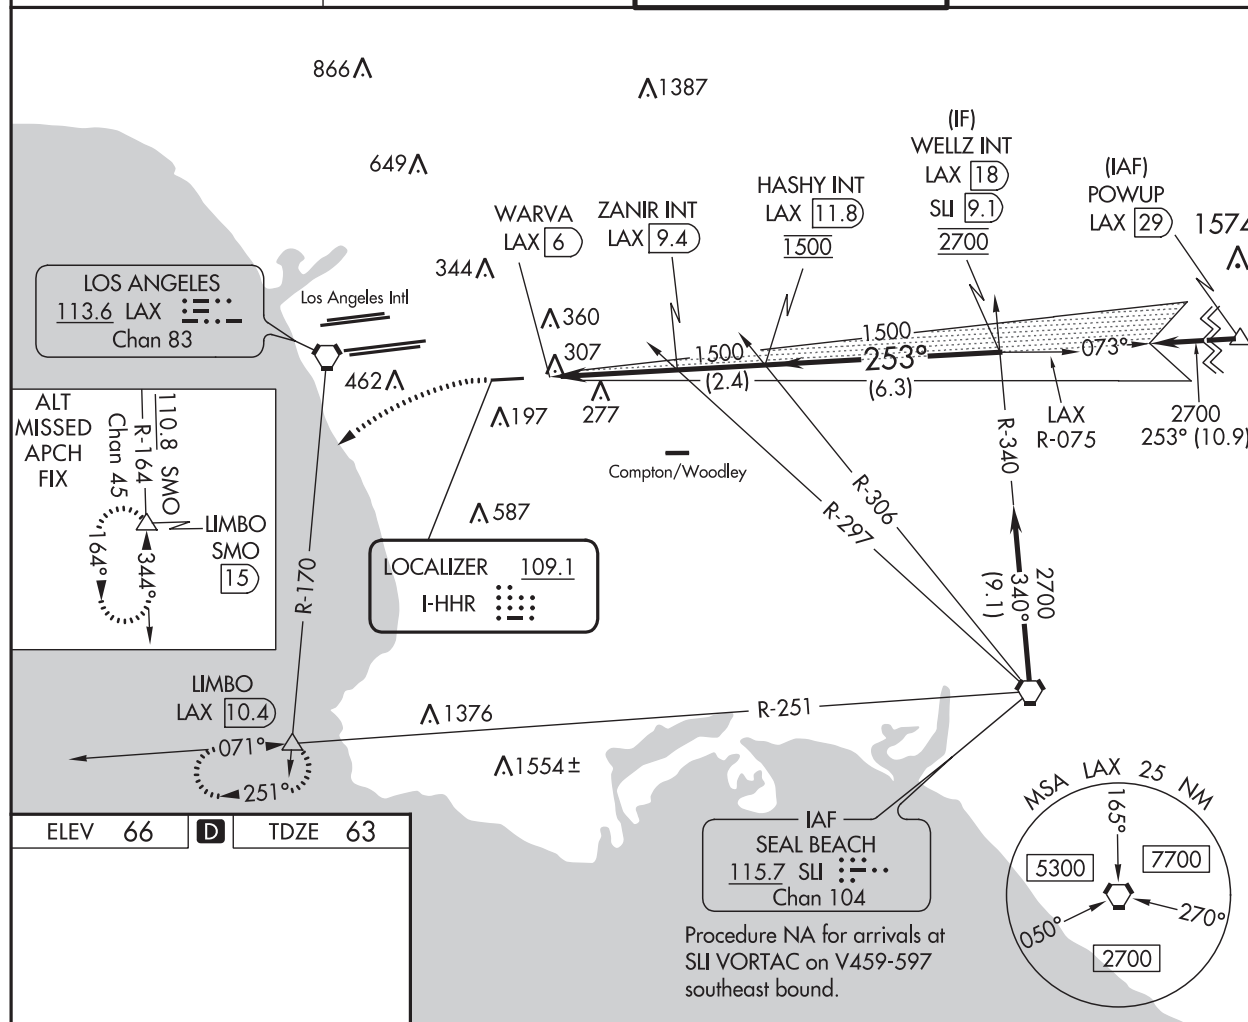 866
1387
649
(IF)
WELLZ INT
LAX 18
SLI 9.1
2700
(IAF)
POWUP
LAX 29
1574
HASHY INT
LAX 11.8
1500
WARVA
LAX 6
ZANIR INT
LAX 9.4
344
LOS ANGELES
113.6 LAX
Chan 83
Los Angeles Intl
360
307
1500
(2.4)
1500
253°
(6.3)
073°
462
197
277
LAX
R-075
2700
253° (10.9)
ALT
MISSED
APCH
FIX
110.8 SMO
R-164
Chan 45
LIMBO
SMO
15
164°
344°
Compton/Woodley
R-340
R-306
R-297
587
LOCALIZER 109.1
I-HHR
R-170
2700
340°
(9.1)
LIMBO
LAX 10.4
071°
251°
1376
R-251
1554±
ELEV 66
D
TDZE 63
IAF
SEAL BEACH
115.7 SLI
Chan 104
Procedure NA for arrivals at
SLI VORTAC on V459-597
southeast bound.
MSA LAX 25 NM
165°
5300
7700
050°
270°
2700